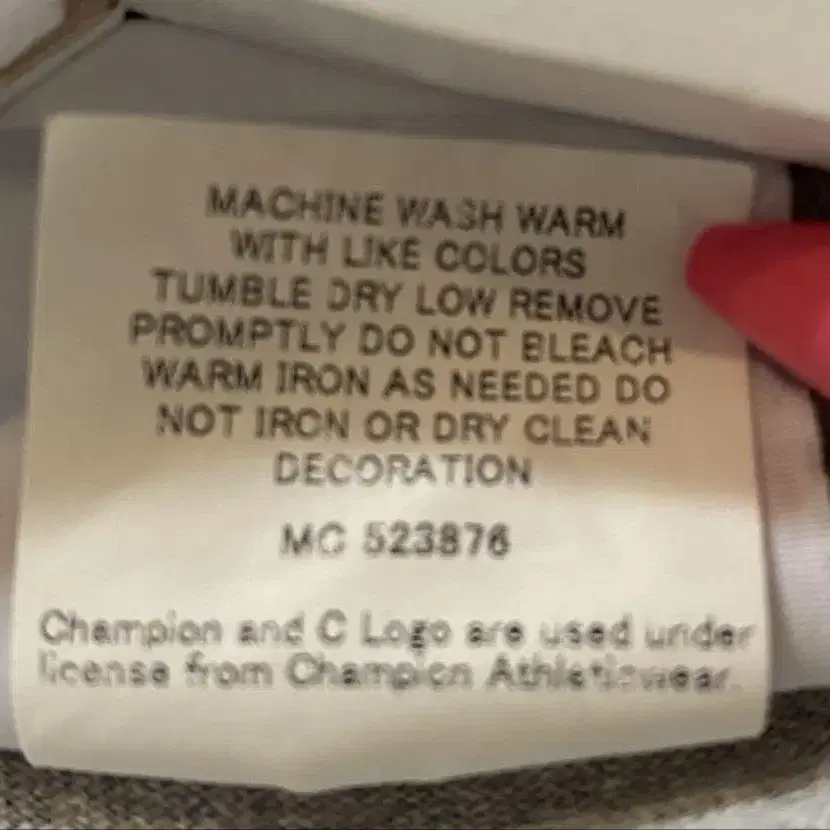 MACHINE WASH WARM
WITH LIKE COLORS
TUMBLE DRY LOW REMOVE
PROMPTLY DO NOT BLEACH
WARM IRON AS NEEDED DO
NOT IRON OR DRY CLEAN
DECORATION
MC 523876
Champion and C Logo are used under
license from Champion Athleticwear.